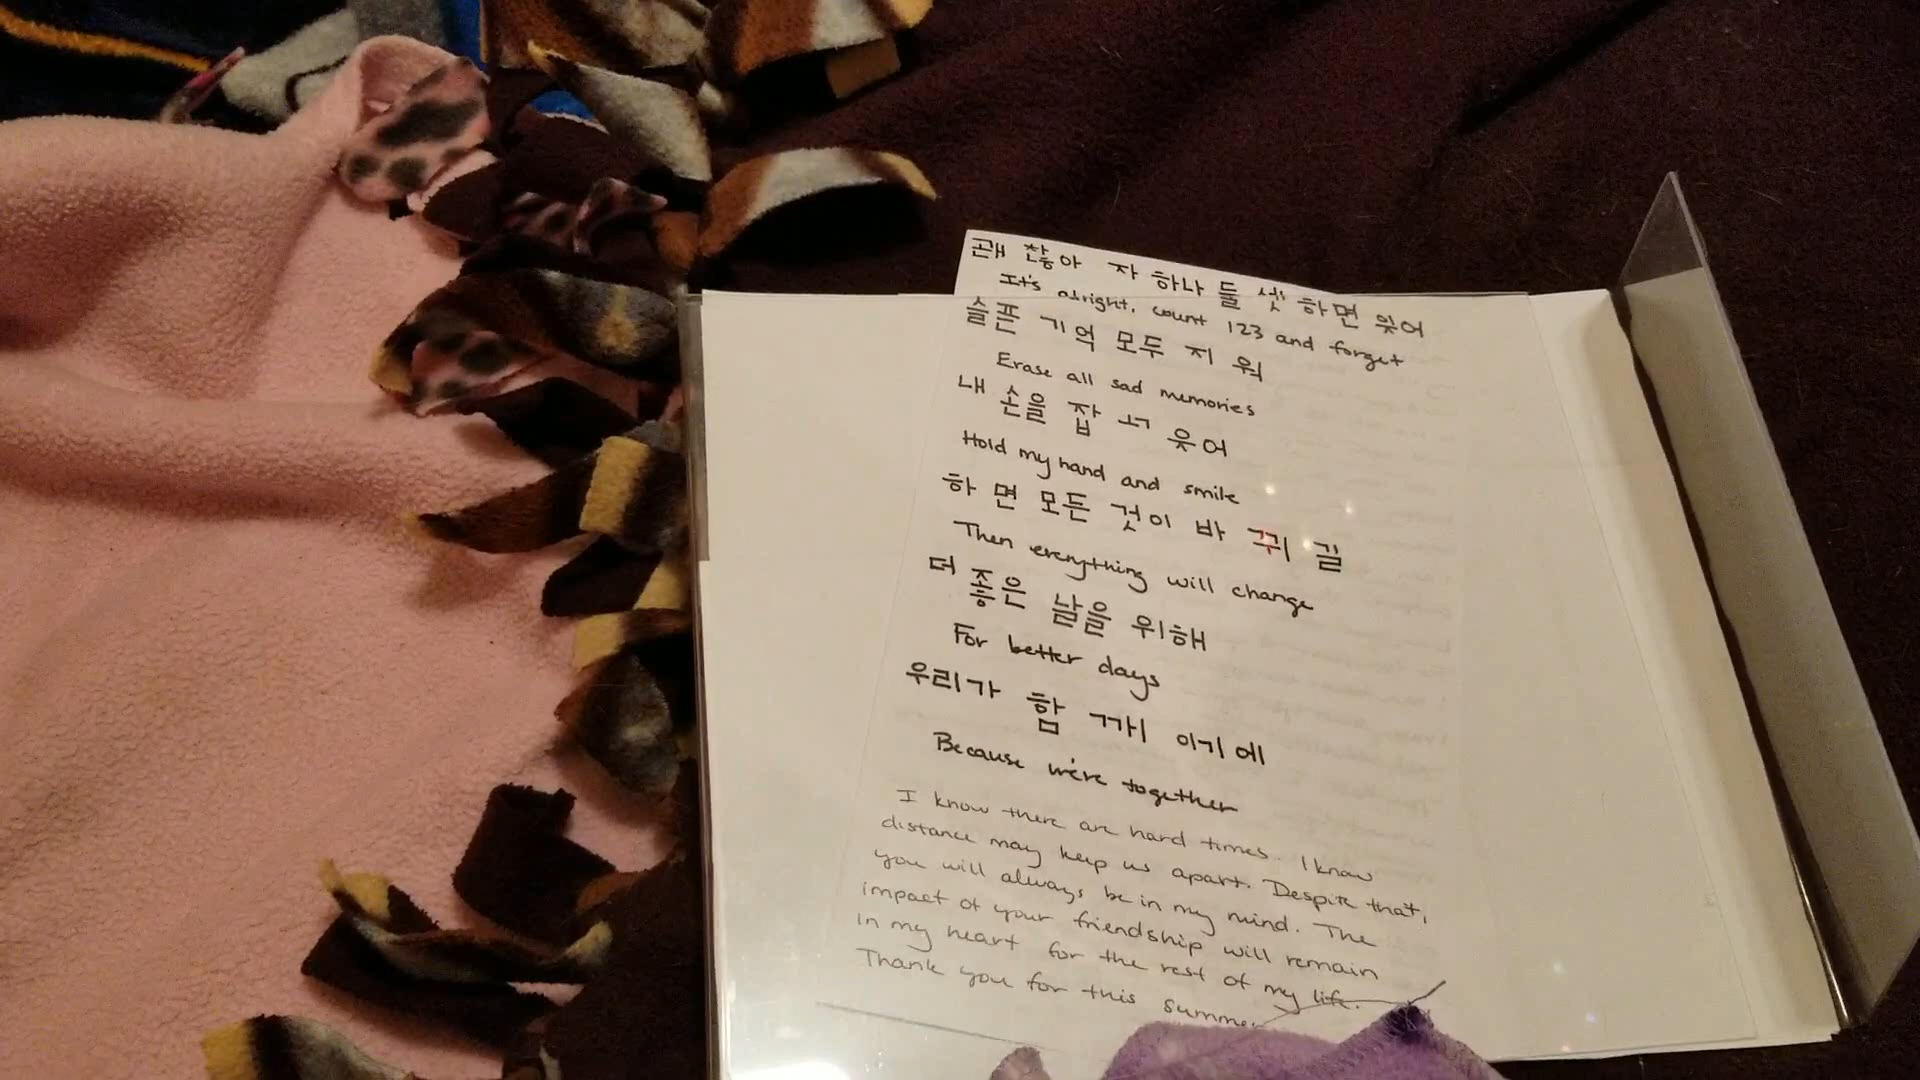 괜찮아 자 하나 둘 셋 하면 잊어
It's alright, count 123 and forget
슬픈 기억 모두 지워
Erase all sad memories
내 손을 잡고 웃어
Hold my hand and smile
하면 모든 것이 바뀌길
Then everything will change
더 좋은 날을 위해
For better days
우리가 함께이기에
Because we're together
I know there are hard times. I know
distance may keep us apart. Despite that,
you will always be in my mind. The
impact of your friendship will remain
in my heart for the rest of my life.
Thank you for this summer